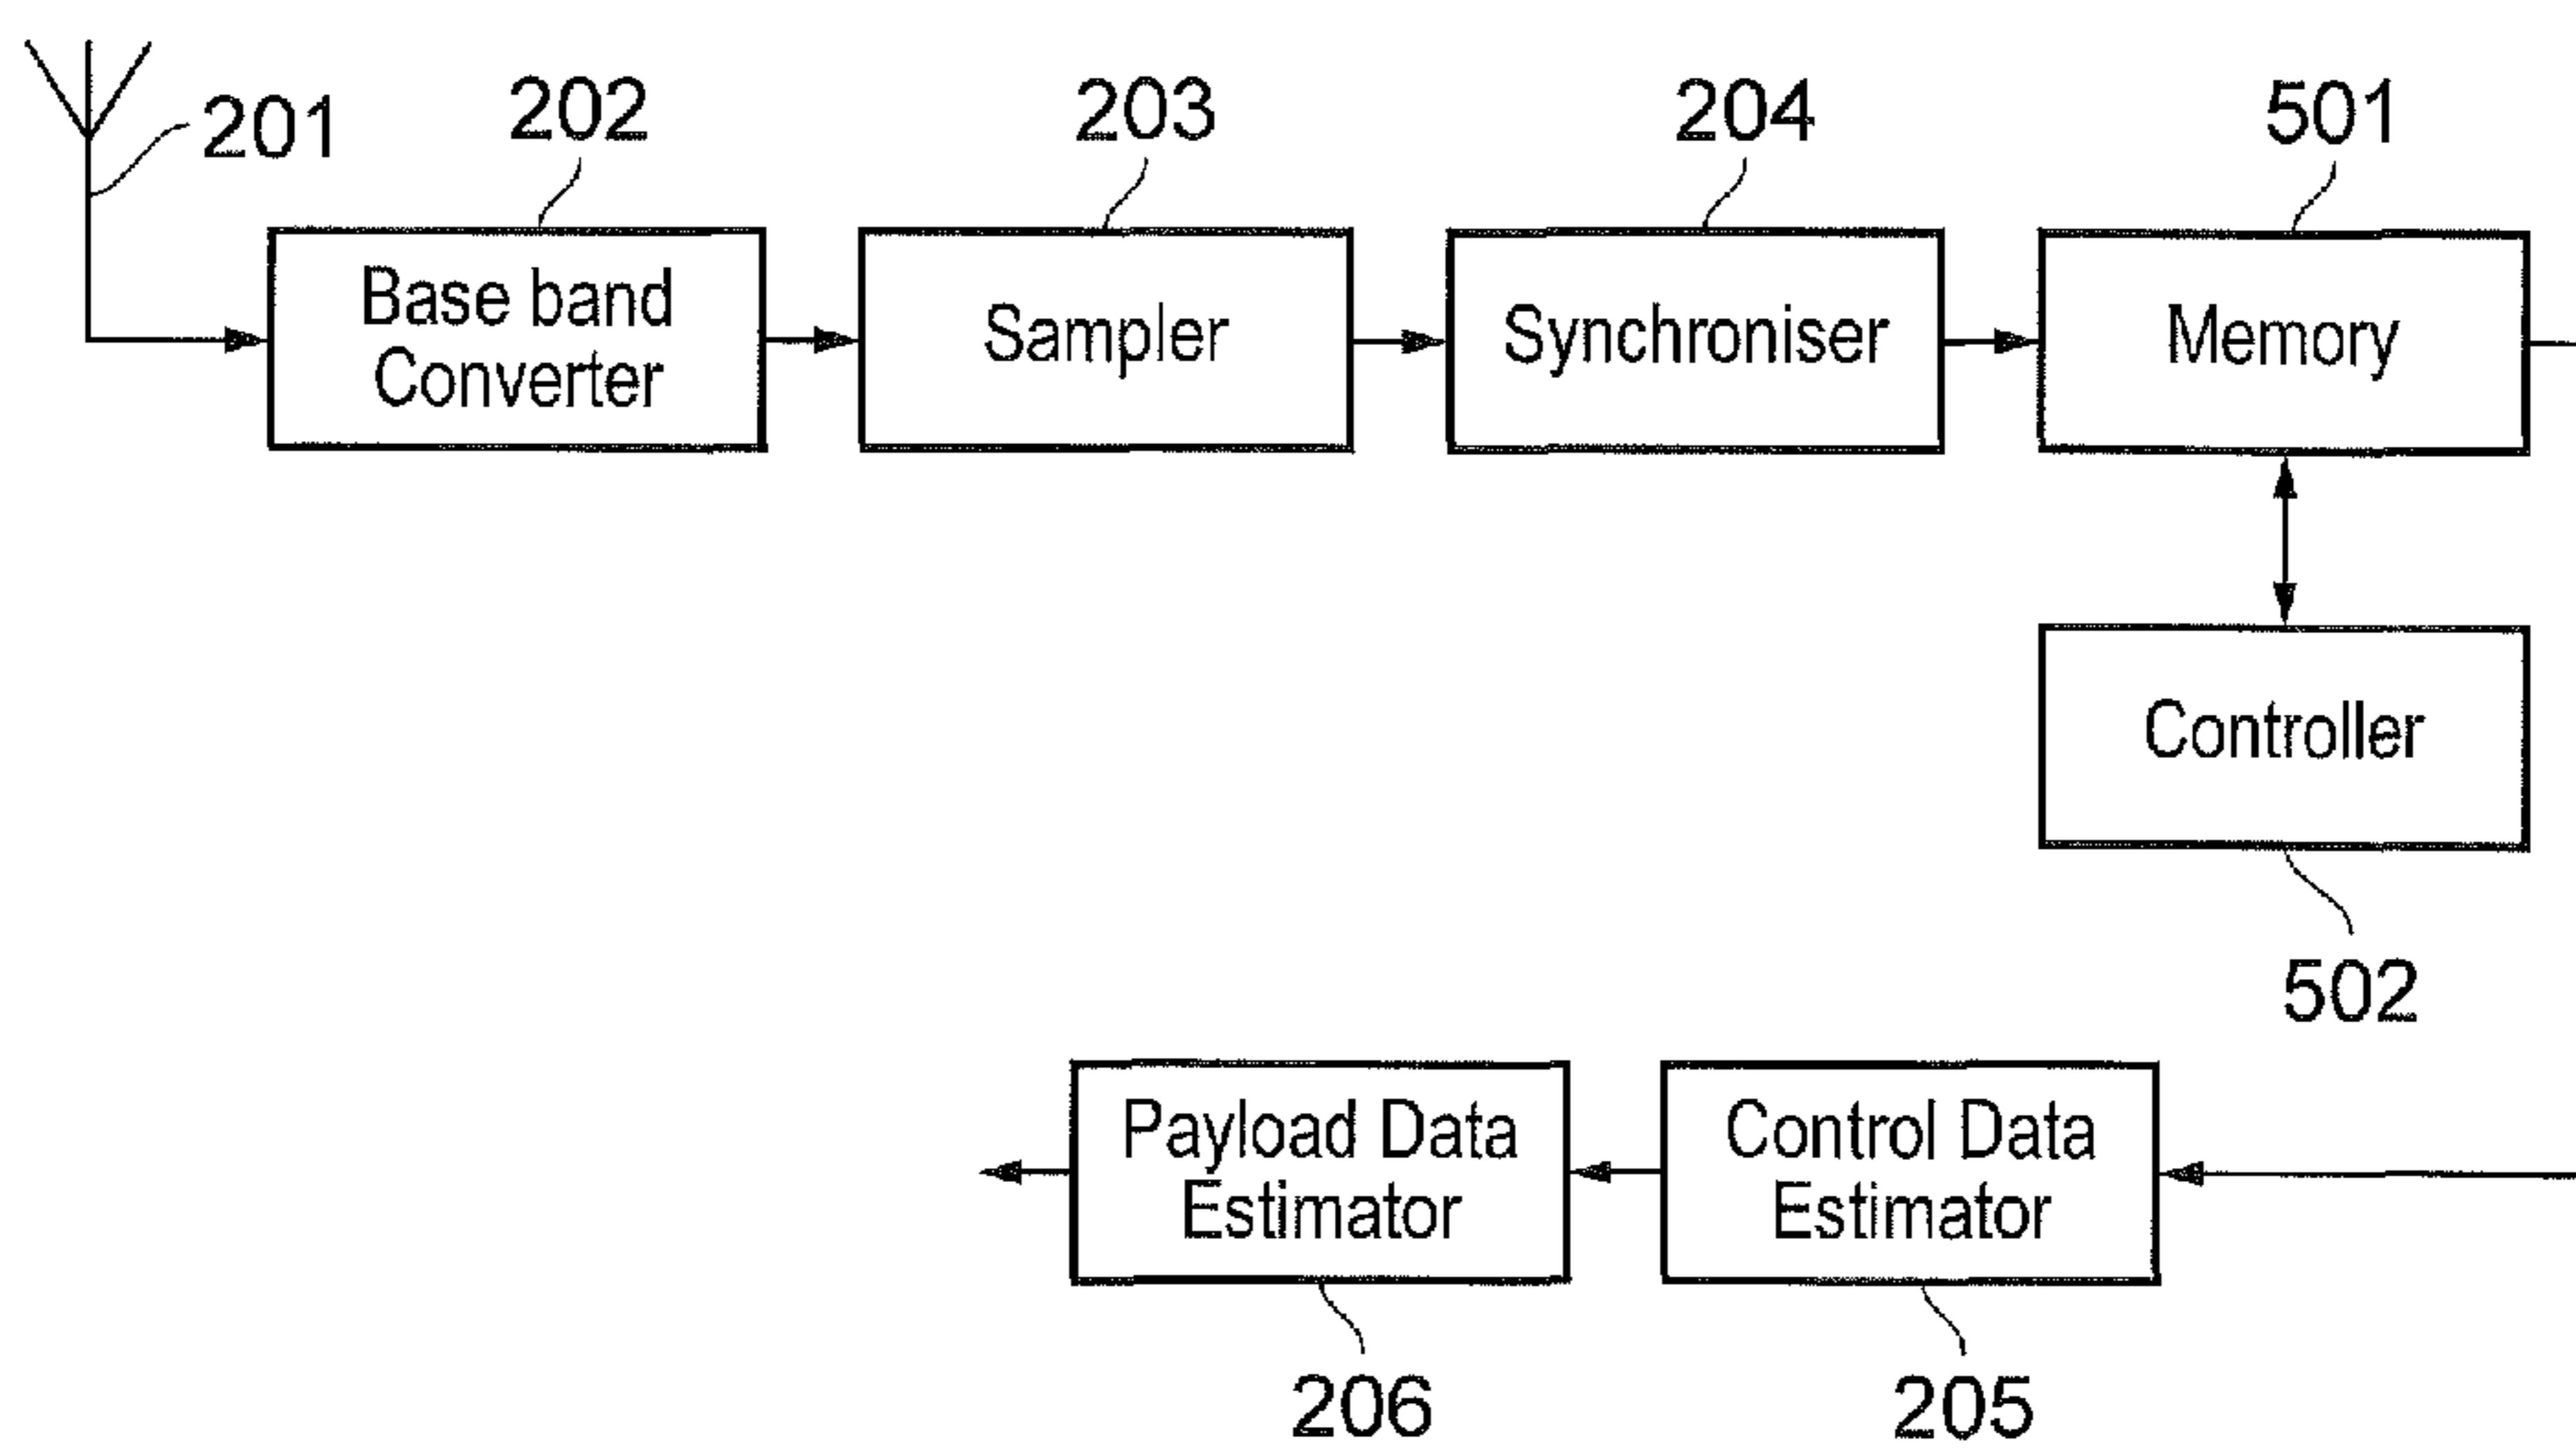 201
202
203
204
501
Base band
Converter
Sampler
Synchroniser
Memory
Controller
502
Payload Data
Estimator
Control Data
Estimator
206
205